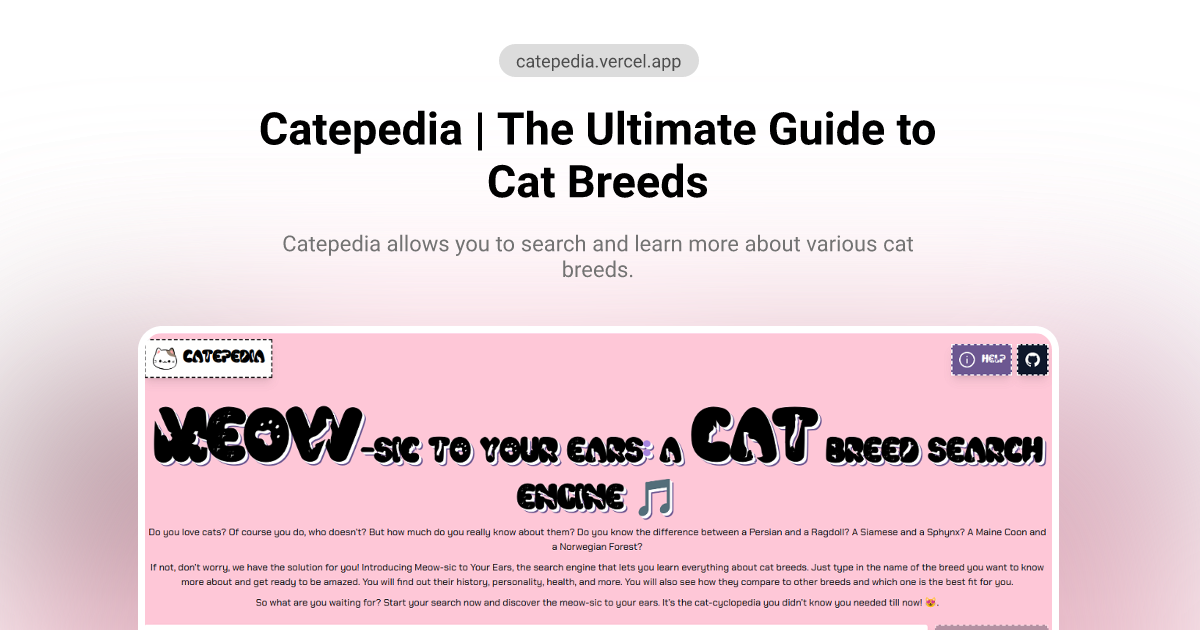 catepedia.vercel.app
Catepedia | The Ultimate Guide to
Cat Breeds
Catepedia allows you to search and learn more about various cat
breeds.
CATEPEDIA
HELP
MEOW-SIC TO YOUR EARS: A CAT BREED SEARCH
ENGINE 🎵
Do you love cats? Of course you do, who doesn't? But how much do you really know about them? Do you know the difference between a Persian and a Ragdoll? A Siamese and a Sphynx? A Maine Coon and
a Norwegian Forest?
If not, don't worry, we have the solution for you! Introducing Meow-sic to Your Ears, the search engine that lets you learn everything about cat breeds. Just type in the name of the breed you want to know
more about and get ready to be amazed. You will find out their history, personality, health, and more. You will also see how they compare to other breeds and which one is the best fit for you.
So what are you waiting for? Start your search now and discover the meow-sic to your ears. It's the cat-cyclopedia you didn't know you needed till now! 😻.